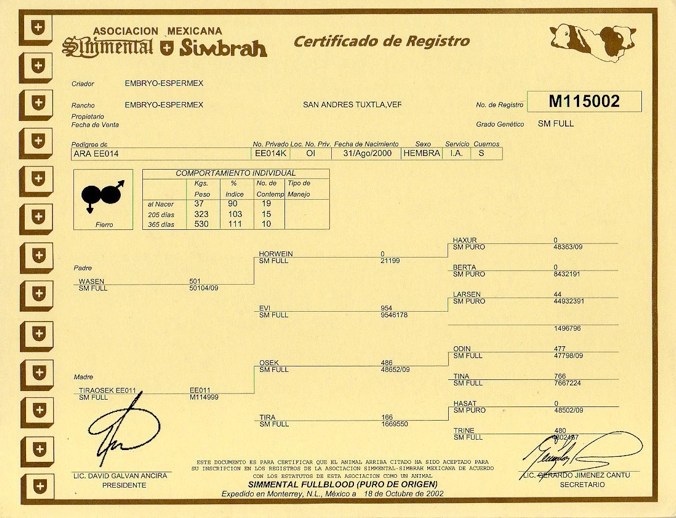 ASOCIACION MEXICANA
Simmental Simbrah
Certificado de Registro
Criador EMBRYO-ESPERMEX
Rancho EMBRYO-ESPERMEX SAN ANDRES TUXTLA,VER No. de Registro M115002
Propietario
Fecha de Venta Grado Genético SM FULL
Pedigree de No. Privado Loc. No. Priv. Fecha de Nacimiento Sexo Servicio Cuernos
ARA EE014 EE014K OI 31/Ago/2000 HEMBRA I.A. S
COMPORTAMIENTO INDIVIDUAL
Kgs. % No. de Tipo de
Peso Indice Contemp Manejo
al Nacer 37 90 19
205 días 323 103 15
365 días 530 111 10
Fierro
HAXUR 0
SM PURO 48363/09
HORWEIN 0
SM FULL 21199
BERTA 0
SM PURO 8432191
Padre
WASEN 501
SM FULL 50104/09
LARSEN 44
SM PURO 44932391
EVI 954
SM FULL 9546178
1496796
ODIN 477
SM FULL 47798/09
OSEK 486
SM FULL 48652/09
TINA 766
SM FULL 7667224
Madre
TIRAOSEK EE011 EE011
SM FULL M114999
HASAT 0
SM PURO 48502/09
TIRA 166
SM FULL 1669550
TRINE 480
SM FULL
ESTE DOCUMENTO ES PARA CERTIFICAR QUE EL ANIMAL ARRIBA CITADO HA SIDO ACEPTADO PARA
SU INSCRIPCION EN LOS REGISTROS DE LA ASOCIACION SIMMENTAL-SIMBRAH MEXICANA DE ACUERDO
CON LOS ESTATUTOS DE ESTA ASOCIACION COMO UN ANIMAL
LIC. DAVID GALVAN ANCIRA LIC. GERARDO JIMENEZ CANTU
PRESIDENTE SIMMENTAL FULLBLOOD (PURO DE ORIGEN) SECRETARIO
Expedido en Monterrey, N.L., México a 18 de Octubre de 2002